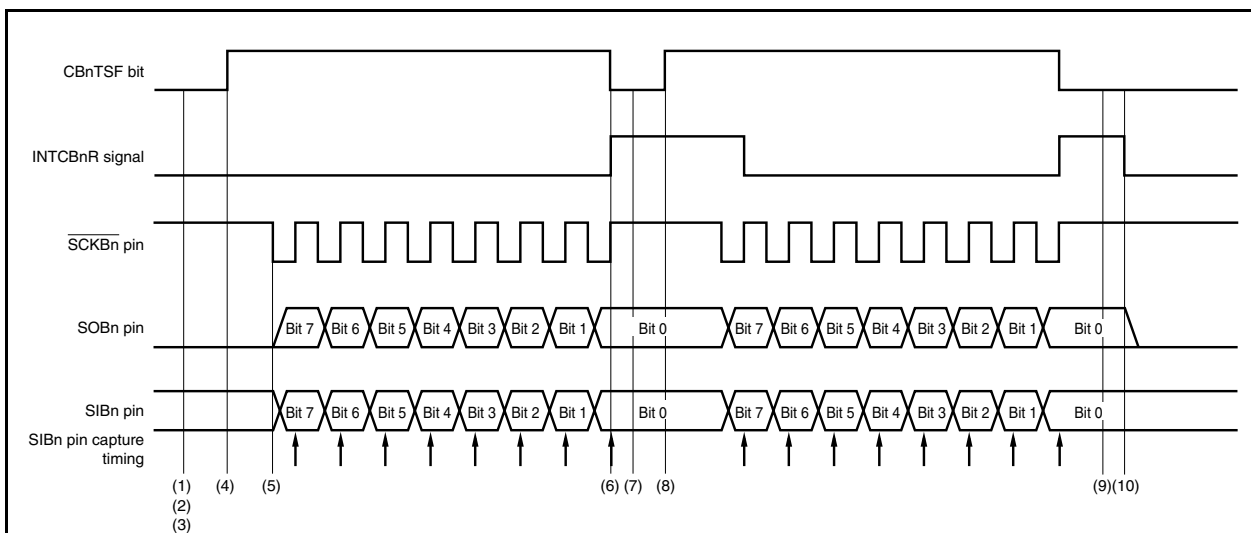 CBnTSF bit
INTCBnR signal
SCKBn pin
SOBn pin
Bit 7 Bit 6 Bit 5 Bit 4 Bit 3 Bit 2 Bit 1 Bit 0 Bit 7 Bit 6 Bit 5 Bit 4 Bit 3 Bit 2 Bit 1 Bit 0
SIBn pin
Bit 7 Bit 6 Bit 5 Bit 4 Bit 3 Bit 2 Bit 1 Bit 0 Bit 7 Bit 6 Bit 5 Bit 4 Bit 3 Bit 2 Bit 1 Bit 0
SIBn pin capture
timing
(1) (4) (5) (6) (7) (8) (9) (10)
(2)
(3)